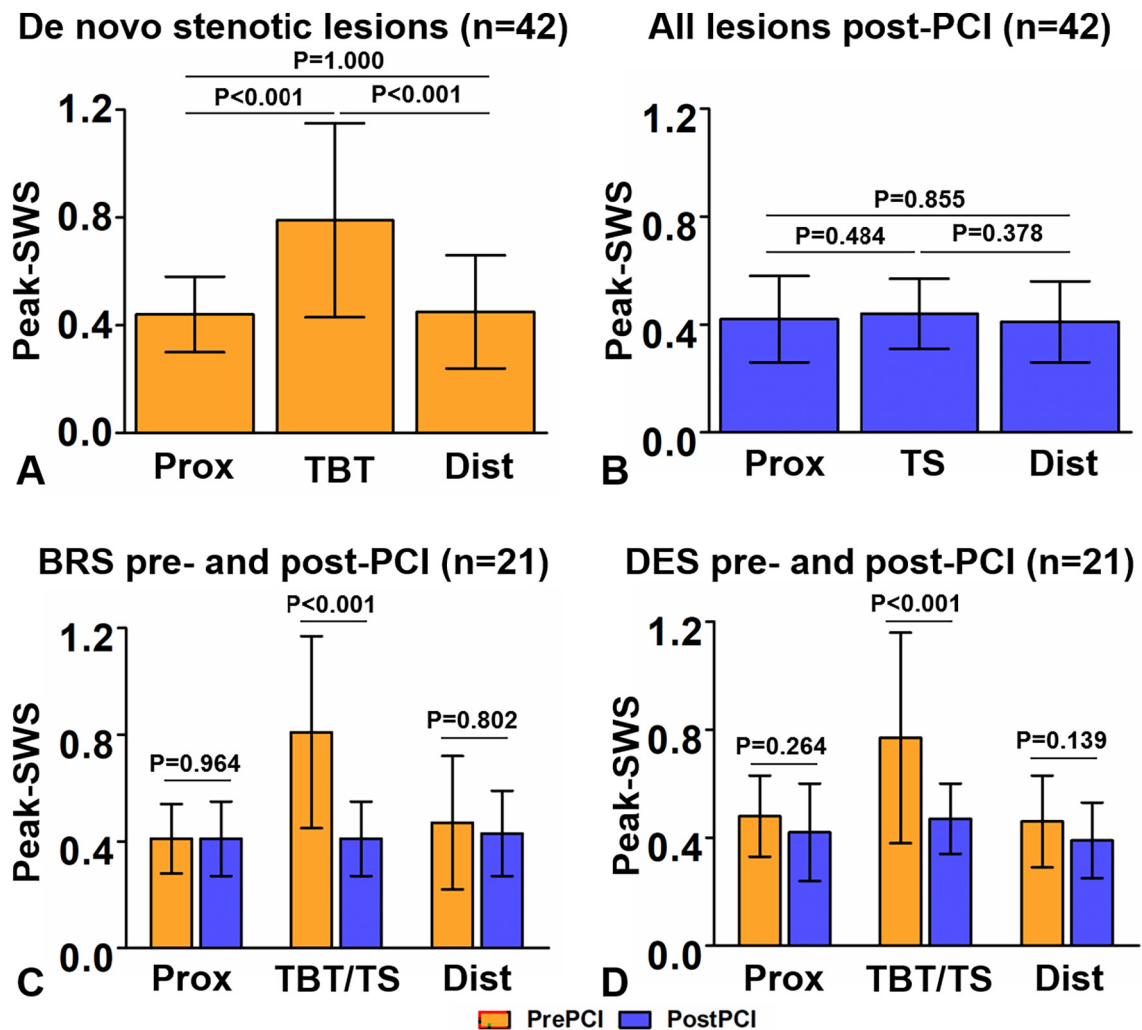 De novo stenotic lesions (n=42)
P=1.000
P<0.001 P<0.001
1.2
0.8
0.4
0.0
Peak-SWS
Prox TBT Dist
A
All lesions post-PCI (n=42)
1.2
0.8
0.4
0.0
Peak-SWS
P=0.855
P=0.484 P=0.378
Prox TS Dist
B
BRS pre- and post-PCI (n=21)
P<0.001
1.2
0.8
0.4
0.0
Peak-SWS
P=0.964
P=0.802
Prox TBT/TS Dist
C
DES pre- and post-PCI (n=21)
P<0.001
1.2
0.8
0.4
0.0
Peak-SWS
P=0.264
P=0.139
Prox TBT/TS Dist
D
PrePCI PostPCI